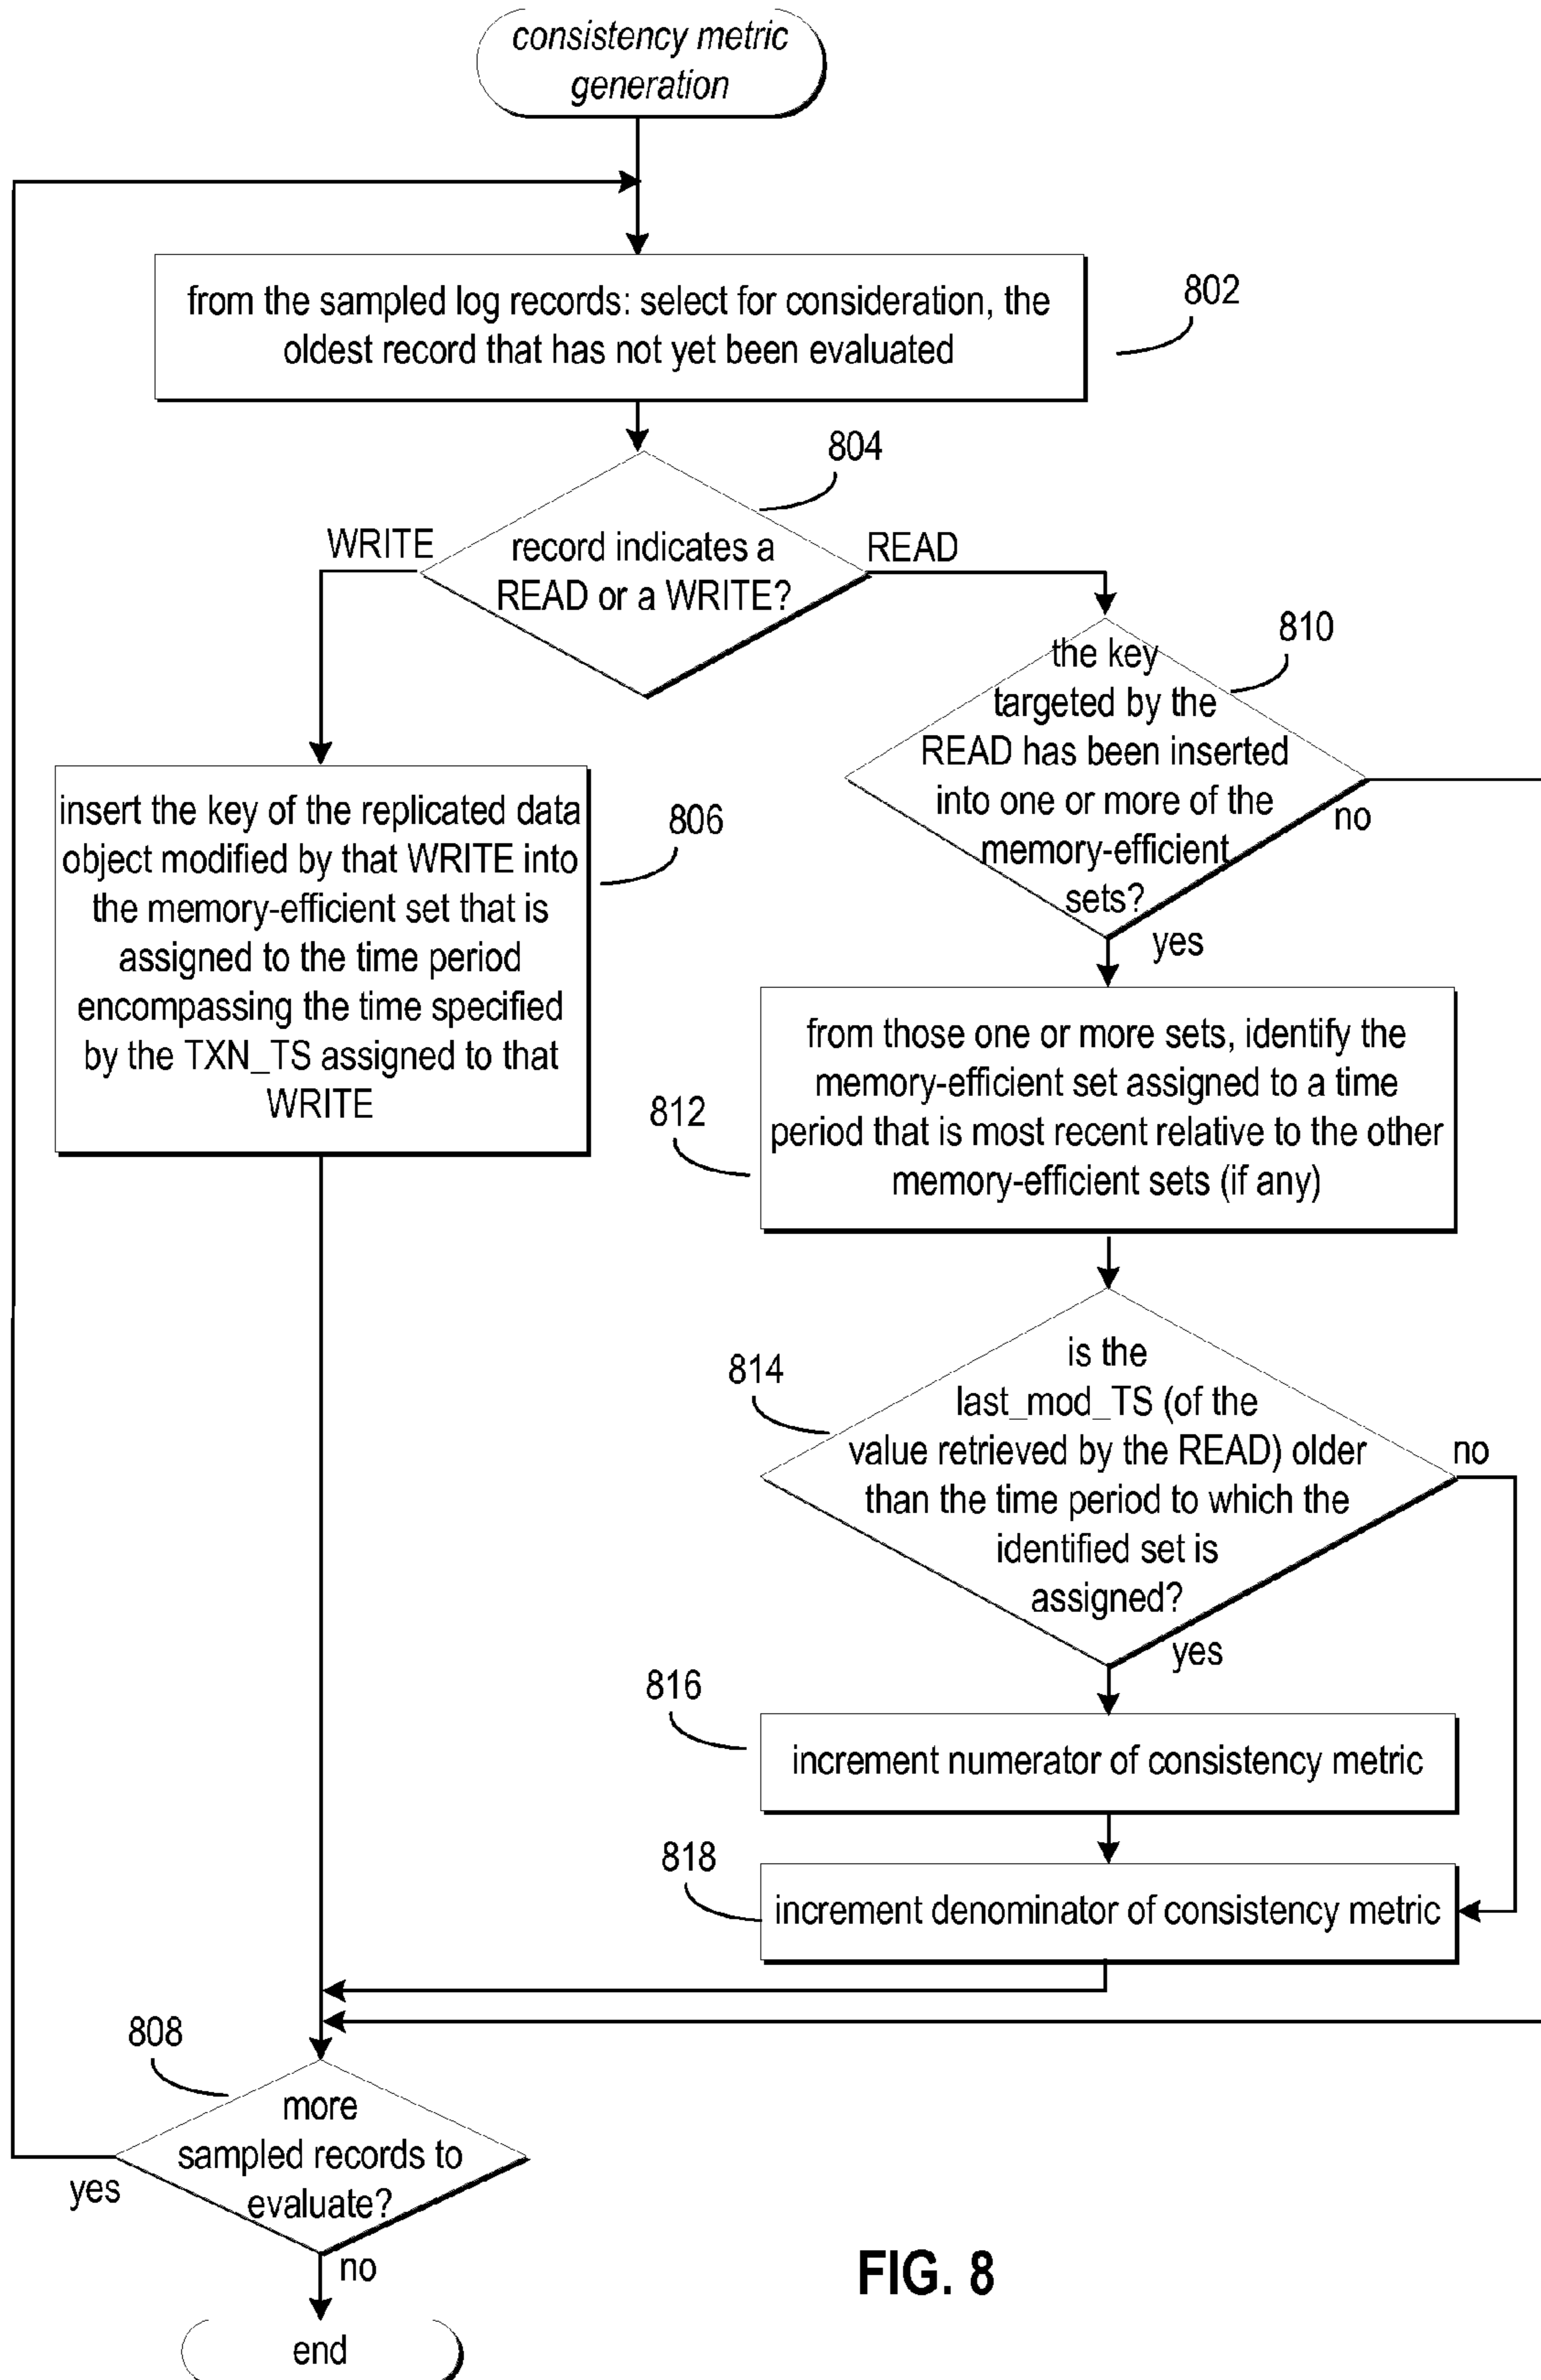 consistency metric
generation
from the sampled log records: select for consideration, the
oldest record that has not yet been evaluated
802
804
record indicates a
READ or a WRITE?
WRITE
READ
insert the key of the replicated data
object modified by that WRITE into
the memory-efficient set that is
assigned to the time period
encompassing the time specified
by the TXN_TS assigned to that
WRITE
806
810
the key
targeted by the
READ has been inserted
into one or more of the
memory-efficient
sets?
no
yes
from those one or more sets, identify the
memory-efficient set assigned to a time
period that is most recent relative to the other
memory-efficient sets (if any)
812
814
is the
last_mod_TS (of the
value retrieved by the READ) older
than the time period to which the
identified set is
assigned?
no
yes
816
increment numerator of consistency metric
818
increment denominator of consistency metric
808
more
sampled records to
evaluate?
yes
no
end
FIG. 8